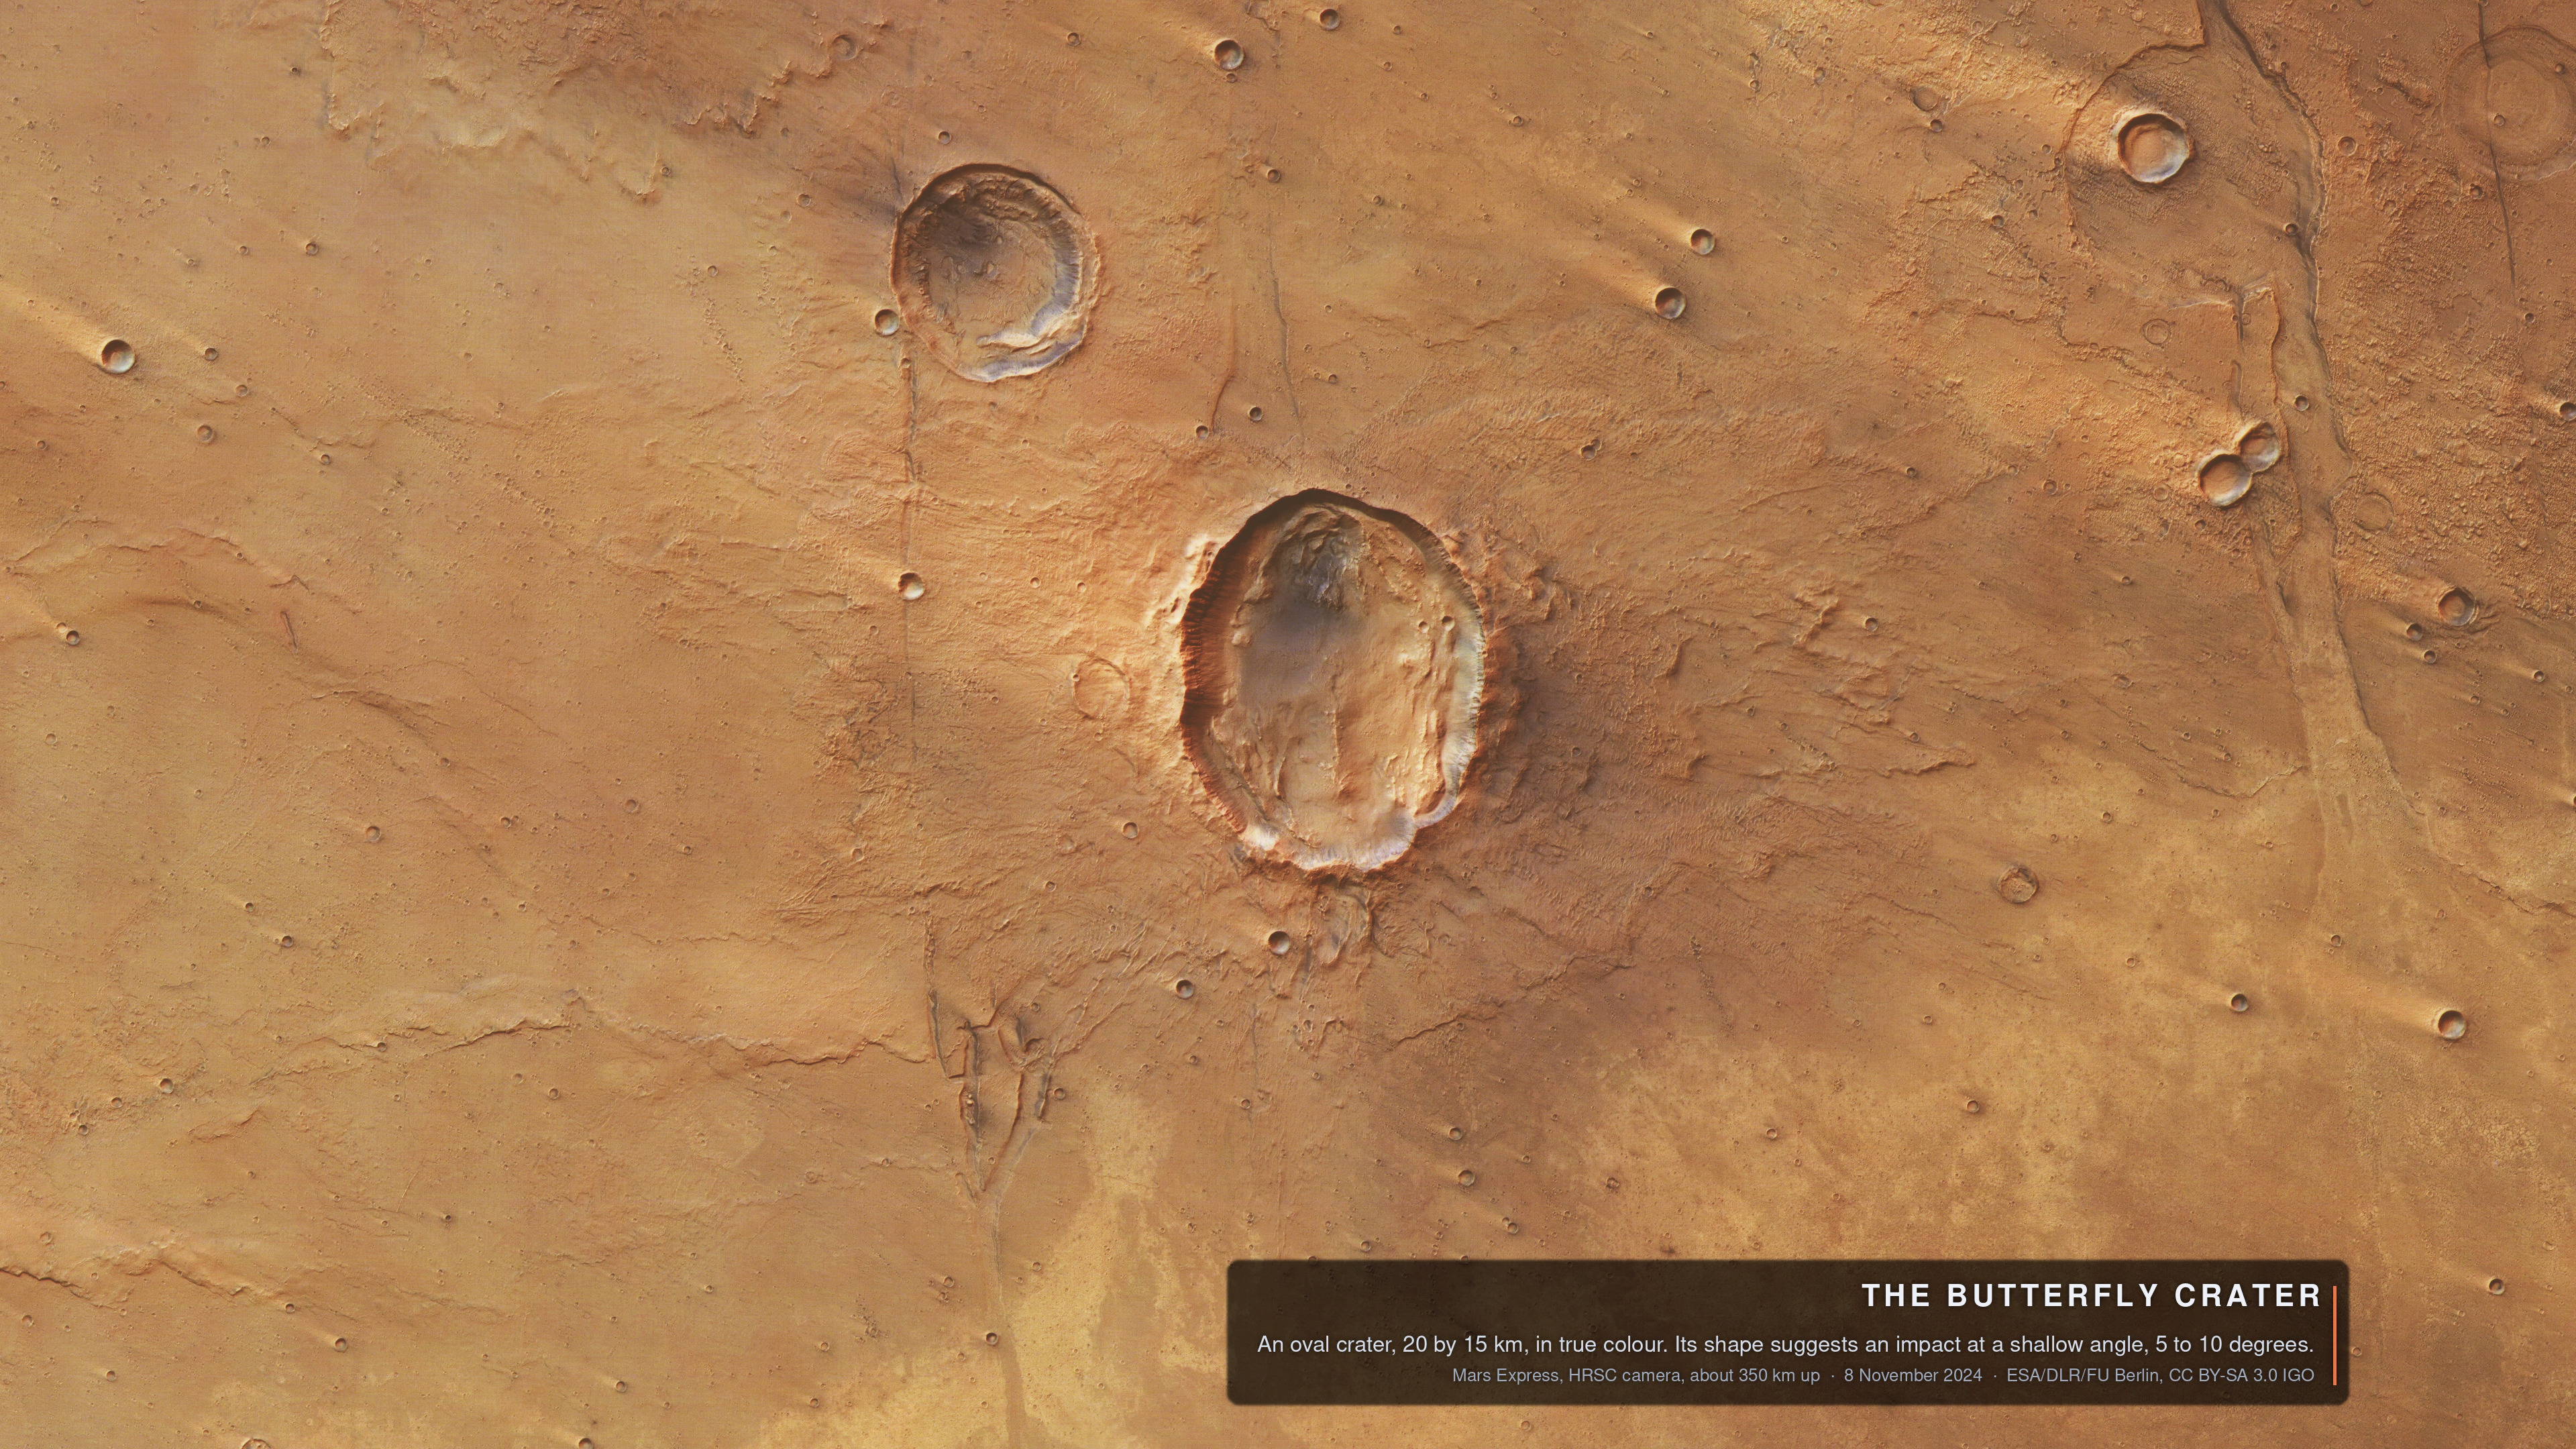 THE BUTTERFLY CRATER
An oval crater, 20 by 15 km, in true colour. Its shape suggests an impact at a shallow angle, 5 to 10 degrees.
Mars Express, HRSC camera, about 350 km up · 8 November 2024 · ESA/DLR/FU Berlin, CC BY-SA 3.0 IGO